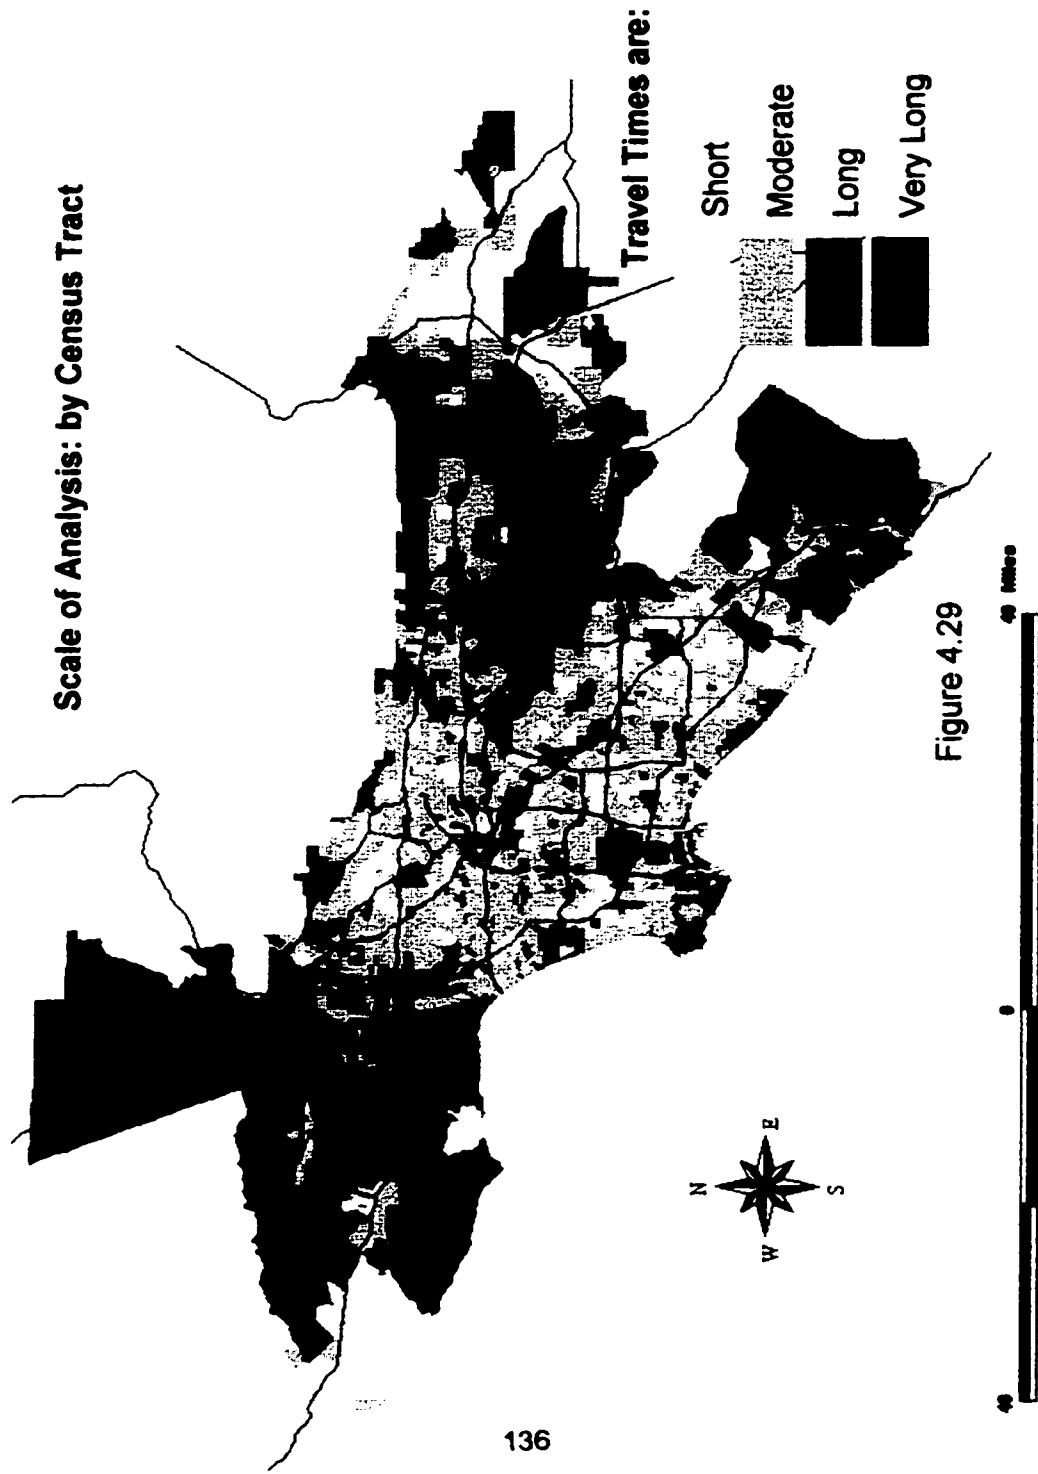 Scale of Analysis: by Census Tract
Travel Times are:
Short
Moderate
Long
Very Long
N
W
E
S
Figure 4.29
40
0
40 Miles
136